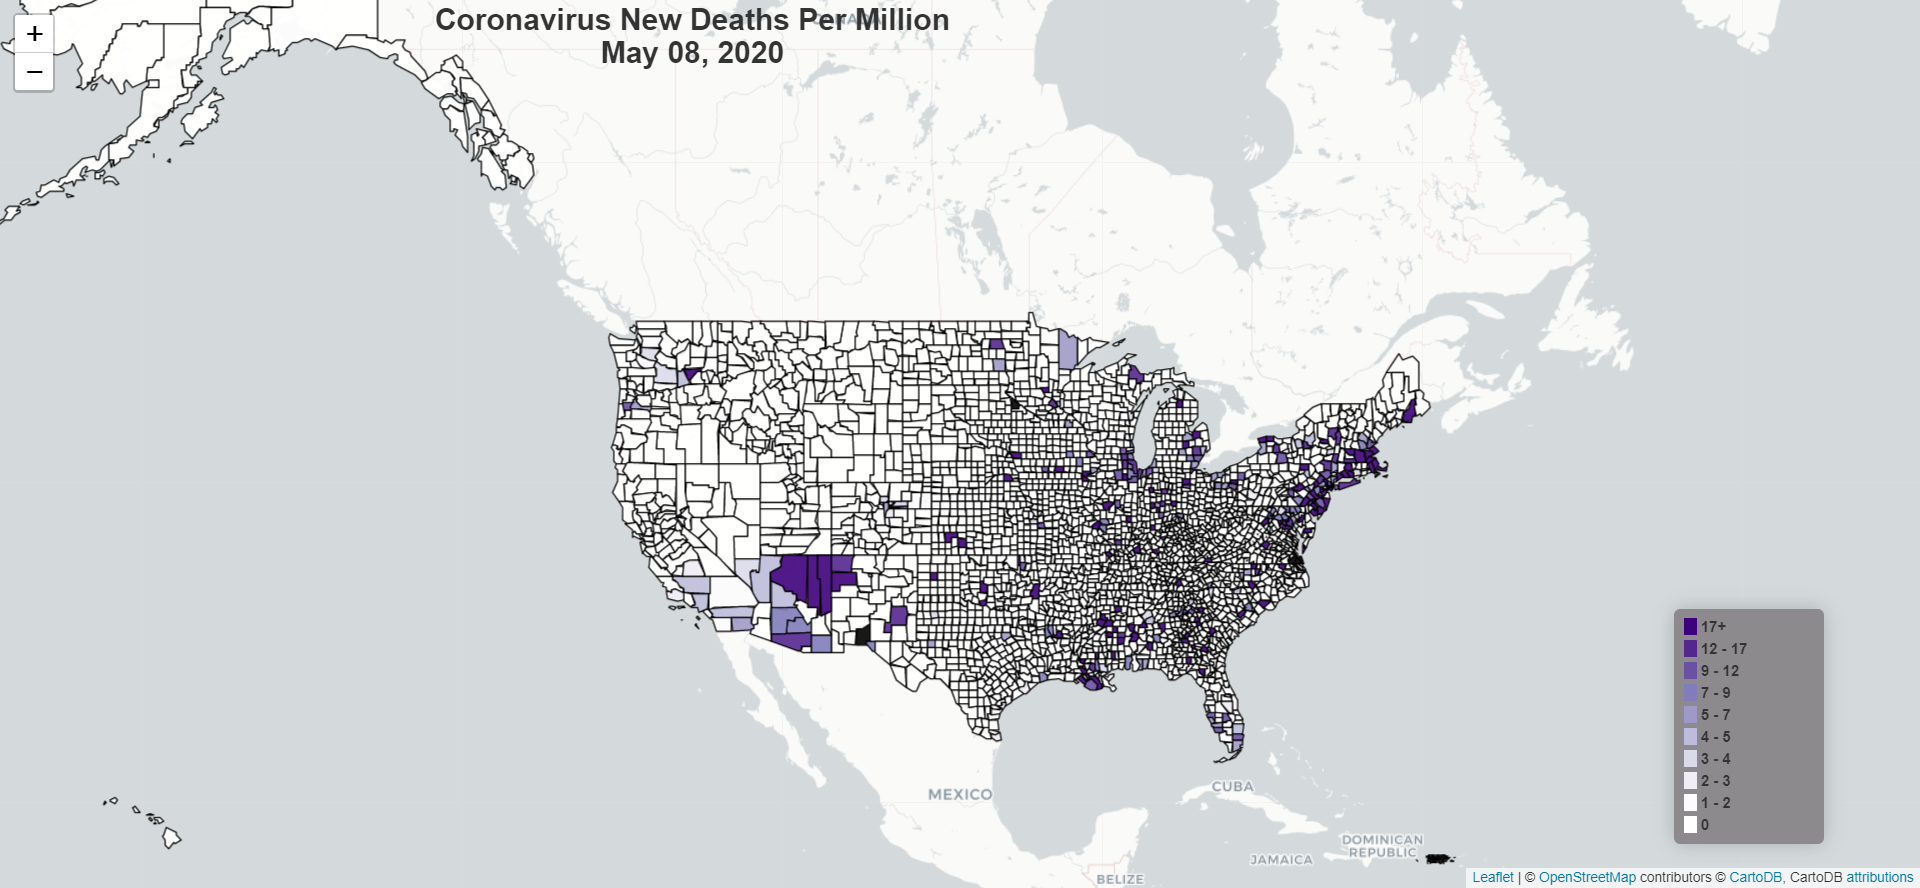 +
−
Coronavirus New Deaths Per Million
May 08, 2020
CANADA
MEXICO
CUBA
DOMINICAN
REPUBLIC
JAMAICA
BELIZE
17+
12 - 17
9 - 12
7 - 9
5 - 7
4 - 5
3 - 4
2 - 3
1 - 2
0
Leaflet | © OpenStreetMap contributors © CartoDB, CartoDB attributions